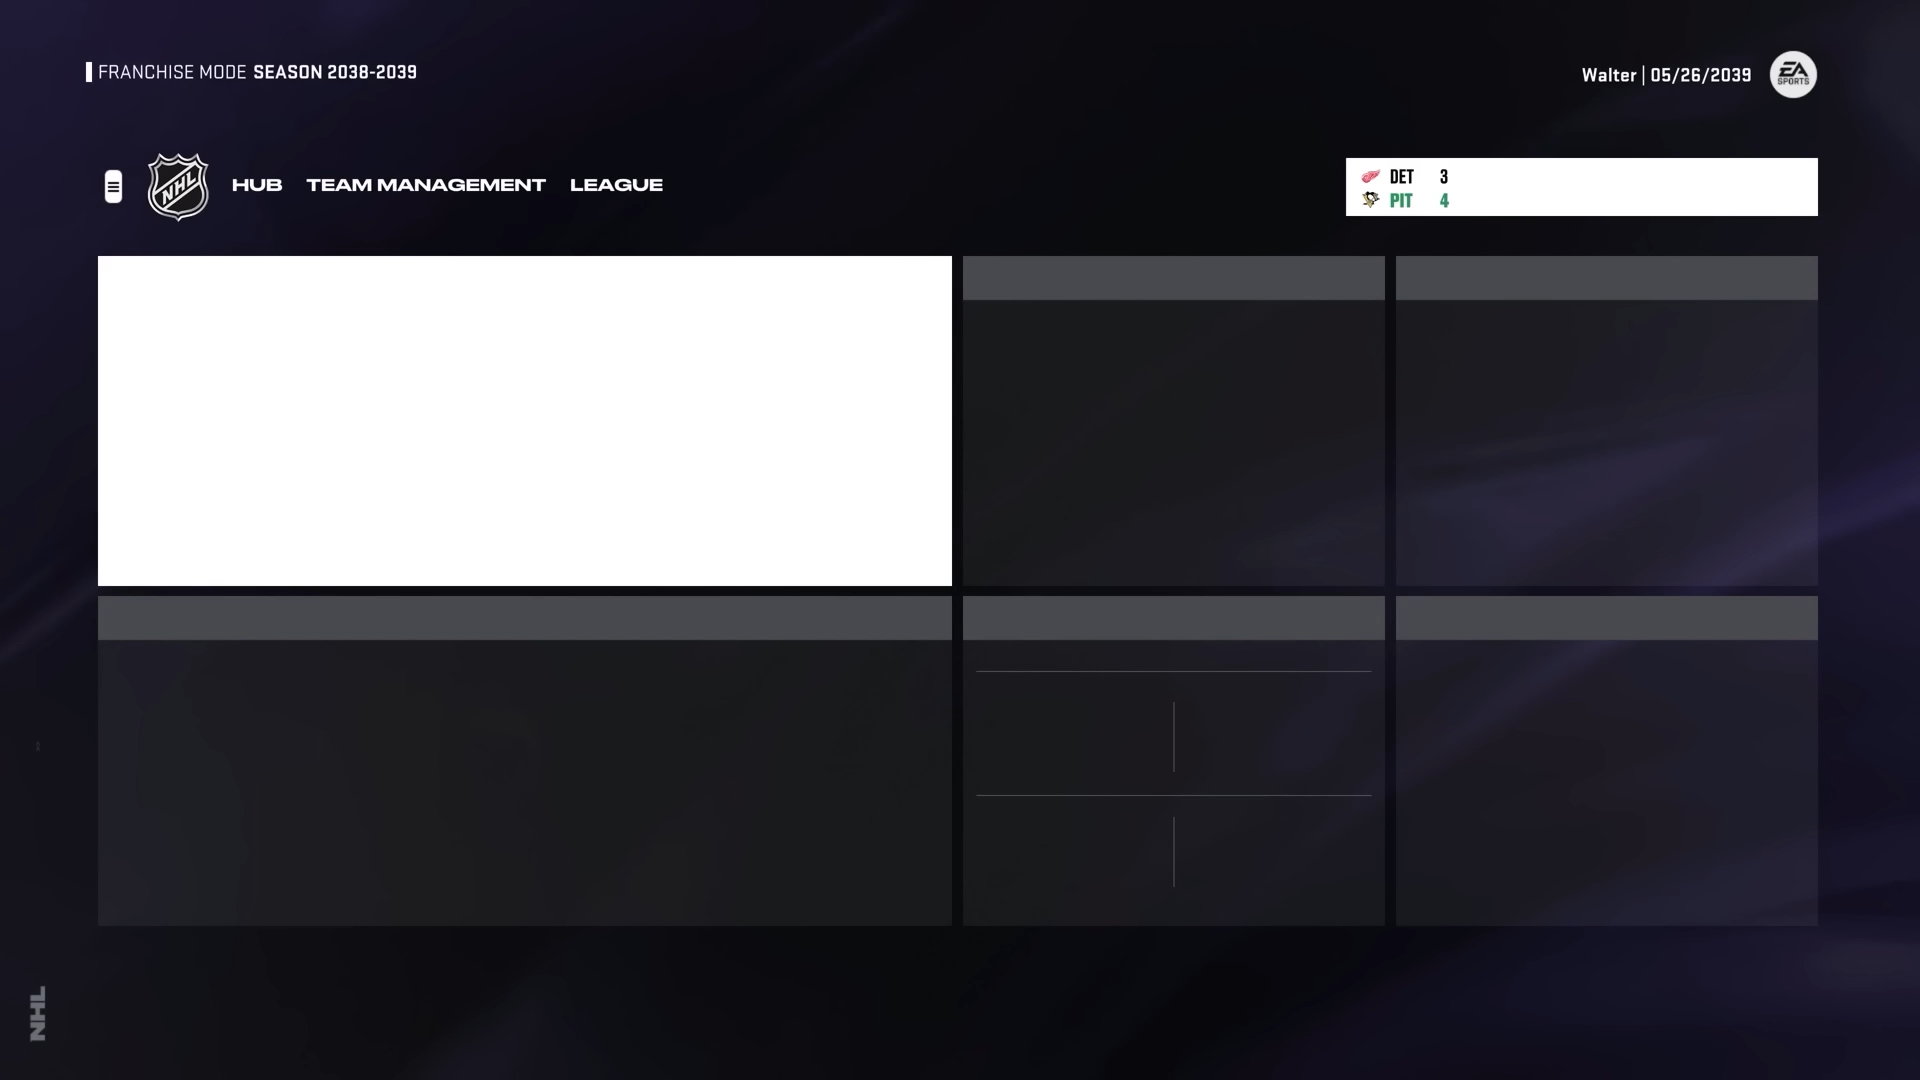 FRANCHISE MODE SEASON 2038-2039
Walter | 05/26/2039
EA
SPORTS
NHL
HUB TEAM MANAGEMENT LEAGUE
DET 3
PIT 4
NHL